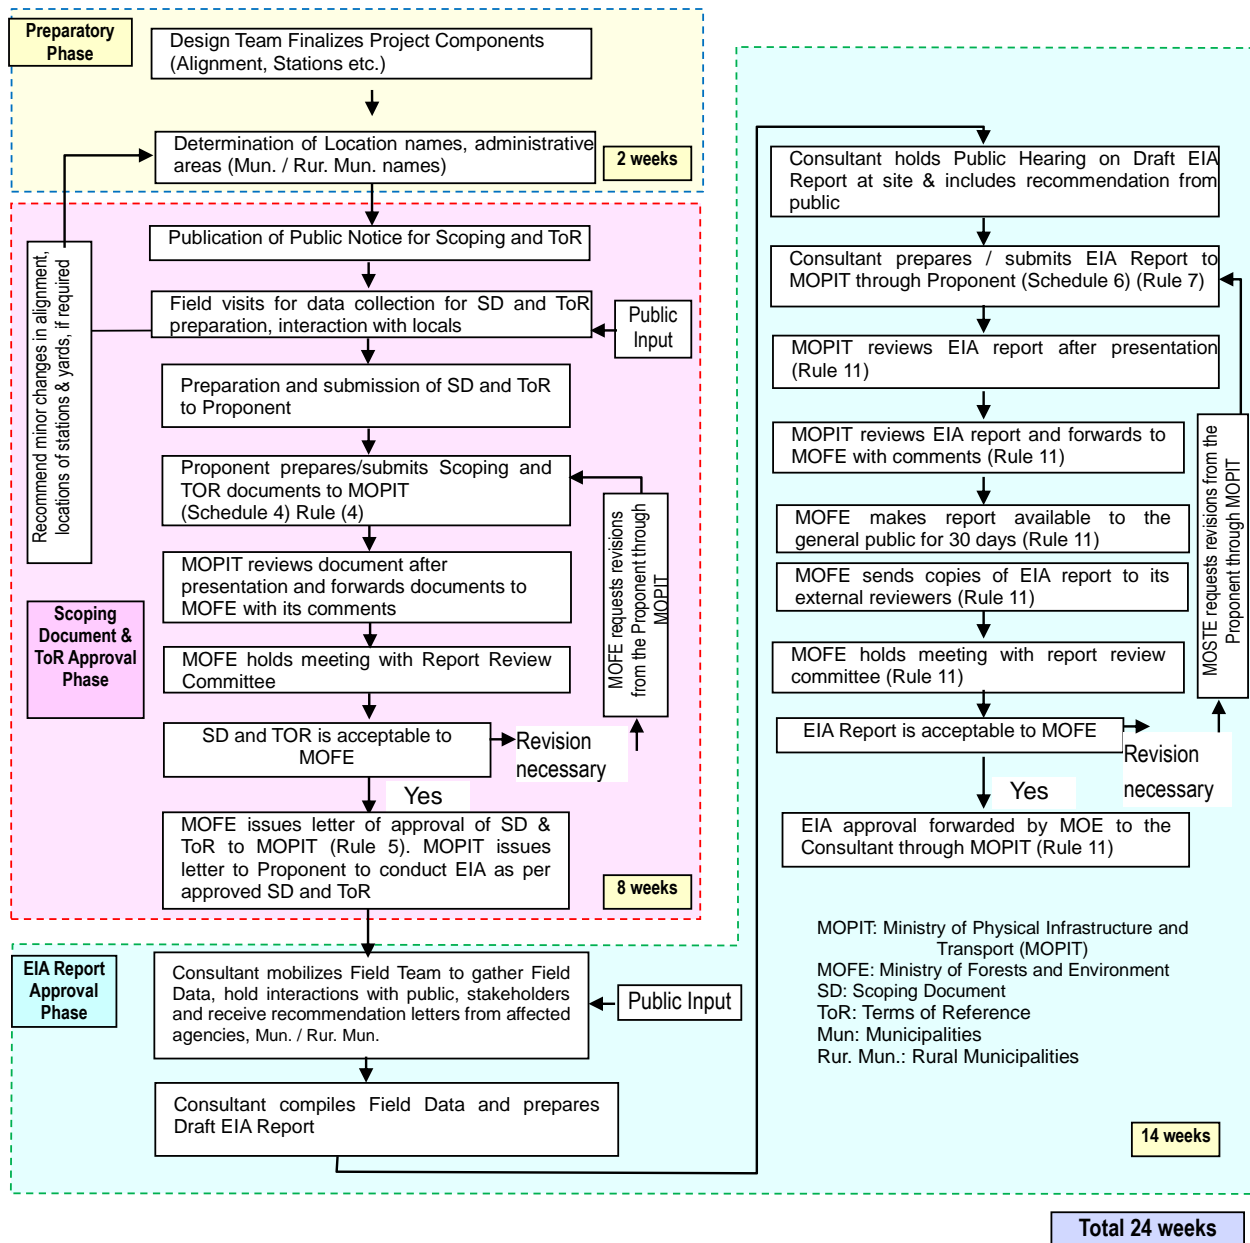 Preparatory
Phase
Design Team Finalizes Project Components
(Alignment, Stations etc.)
Determination of Location names, administrative
areas (Mun. / Rur. Mun. names)
2 weeks
Publication of Public Notice for Scoping and ToR
Field visits for data collection for SD and ToR
preparation, interaction with locals
Public
Input
Recommend minor changes in alignment,
locations of stations & yards, if required
Preparation and submission of SD and ToR
to Proponent
Proponent prepares/submits Scoping and
TOR documents to MOPIT
(Schedule 4) Rule (4)
MOPIT reviews document after
presentation and forwards documents to
MOFE with its comments
MOFE requests revisions
from the Proponent through
MOPIT
Scoping
Document &
ToR Approval
Phase
MOFE holds meeting with Report Review
Committee
SD and TOR is acceptable to
MOFE
Revision
necessary
Yes
MOFE issues letter of approval of SD &
ToR to MOPIT (Rule 5). MOPIT issues
letter to Proponent to conduct EIA as per
approved SD and ToR
8 weeks
EIA Report
Approval
Phase
Consultant mobilizes Field Team to gather Field
Data, hold interactions with public, stakeholders
and receive recommendation letters from affected
agencies, Mun. / Rur. Mun.
Public Input
Consultant compiles Field Data and prepares
Draft EIA Report
Consultant holds Public Hearing on Draft EIA
Report at site & includes recommendation from
public
Consultant prepares / submits EIA Report to
MOPIT through Proponent (Schedule 6) (Rule 7)
MOPIT reviews EIA report after presentation
(Rule 11)
MOPIT reviews EIA report and forwards to
MOFE with comments (Rule 11)
MOFE makes report available to the
general public for 30 days (Rule 11)
MOFE sends copies of EIA report to its
external reviewers (Rule 11)
MOFE holds meeting with report review
committee (Rule 11)
MOSTE requests revisions from the
Proponent through MOPIT
EIA Report is acceptable to MOFE
Revision
necessary
Yes
EIA approval forwarded by MOE to the
Consultant through MOPIT (Rule 11)
MOPIT: Ministry of Physical Infrastructure and
Transport (MOPIT)
MOFE: Ministry of Forests and Environment
SD: Scoping Document
ToR: Terms of Reference
Mun: Municipalities
Rur. Mun.: Rural Municipalities
14 weeks
Total 24 weeks